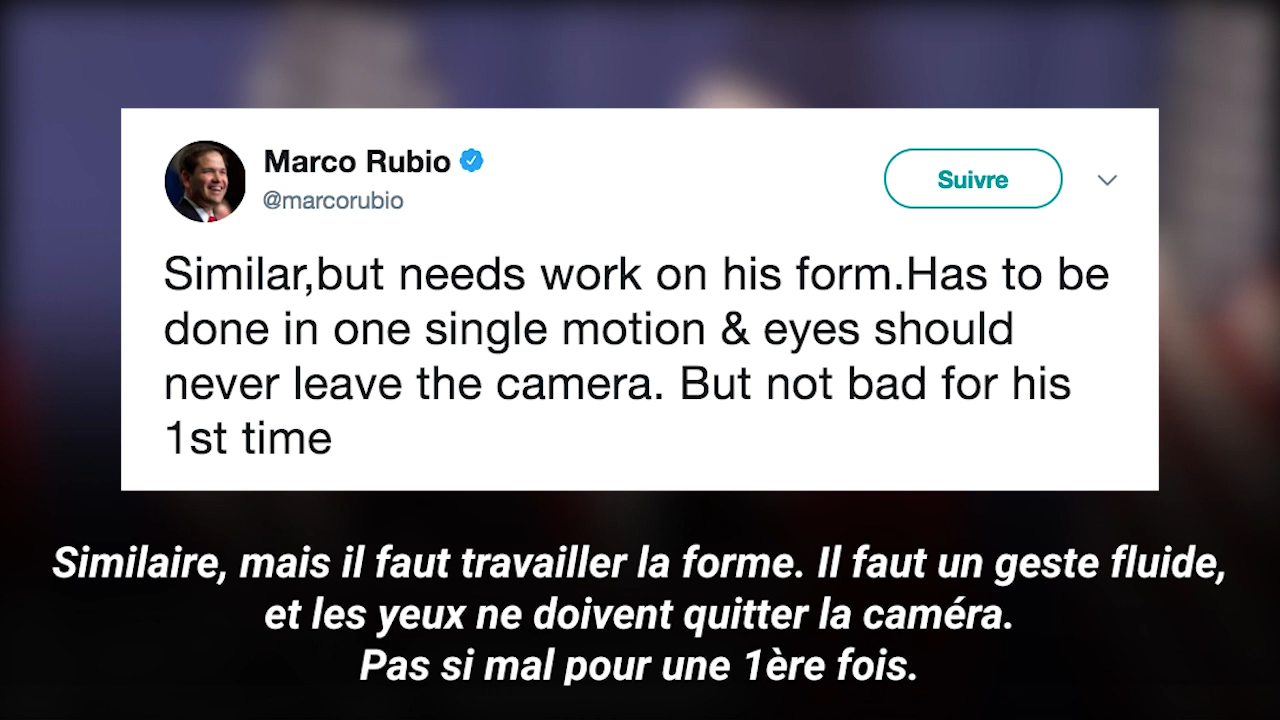 Marco Rubio
@marcorubio
Suivre
Similar,but needs work on his form.Has to be
done in one single motion & eyes should
never leave the camera. But not bad for his
1st time
Similaire, mais il faut travailler la forme. Il faut un geste fluide,
et les yeux ne doivent quitter la caméra.
Pas si mal pour une 1ère fois.